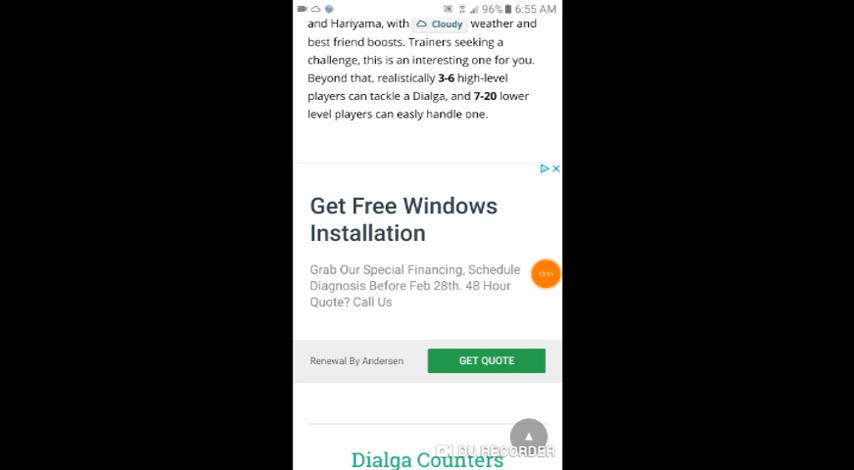 96% 6:55 AM
and Hariyama, with Cloudy weather and
best friend boosts. Trainers seeking a
challenge, this is an interesting one for you.
Beyond that, realistically 3-6 high-level
players can tackle a Dialga, and 7-20 lower
level players can easly handle one.
Get Free Windows
Installation
Grab Our Special Financing, Schedule
Diagnosis Before Feb 28th. 48 Hour
Quote? Call Us
Renewal By Andersen GET QUOTE
DU RECORDER
Dialga Counters